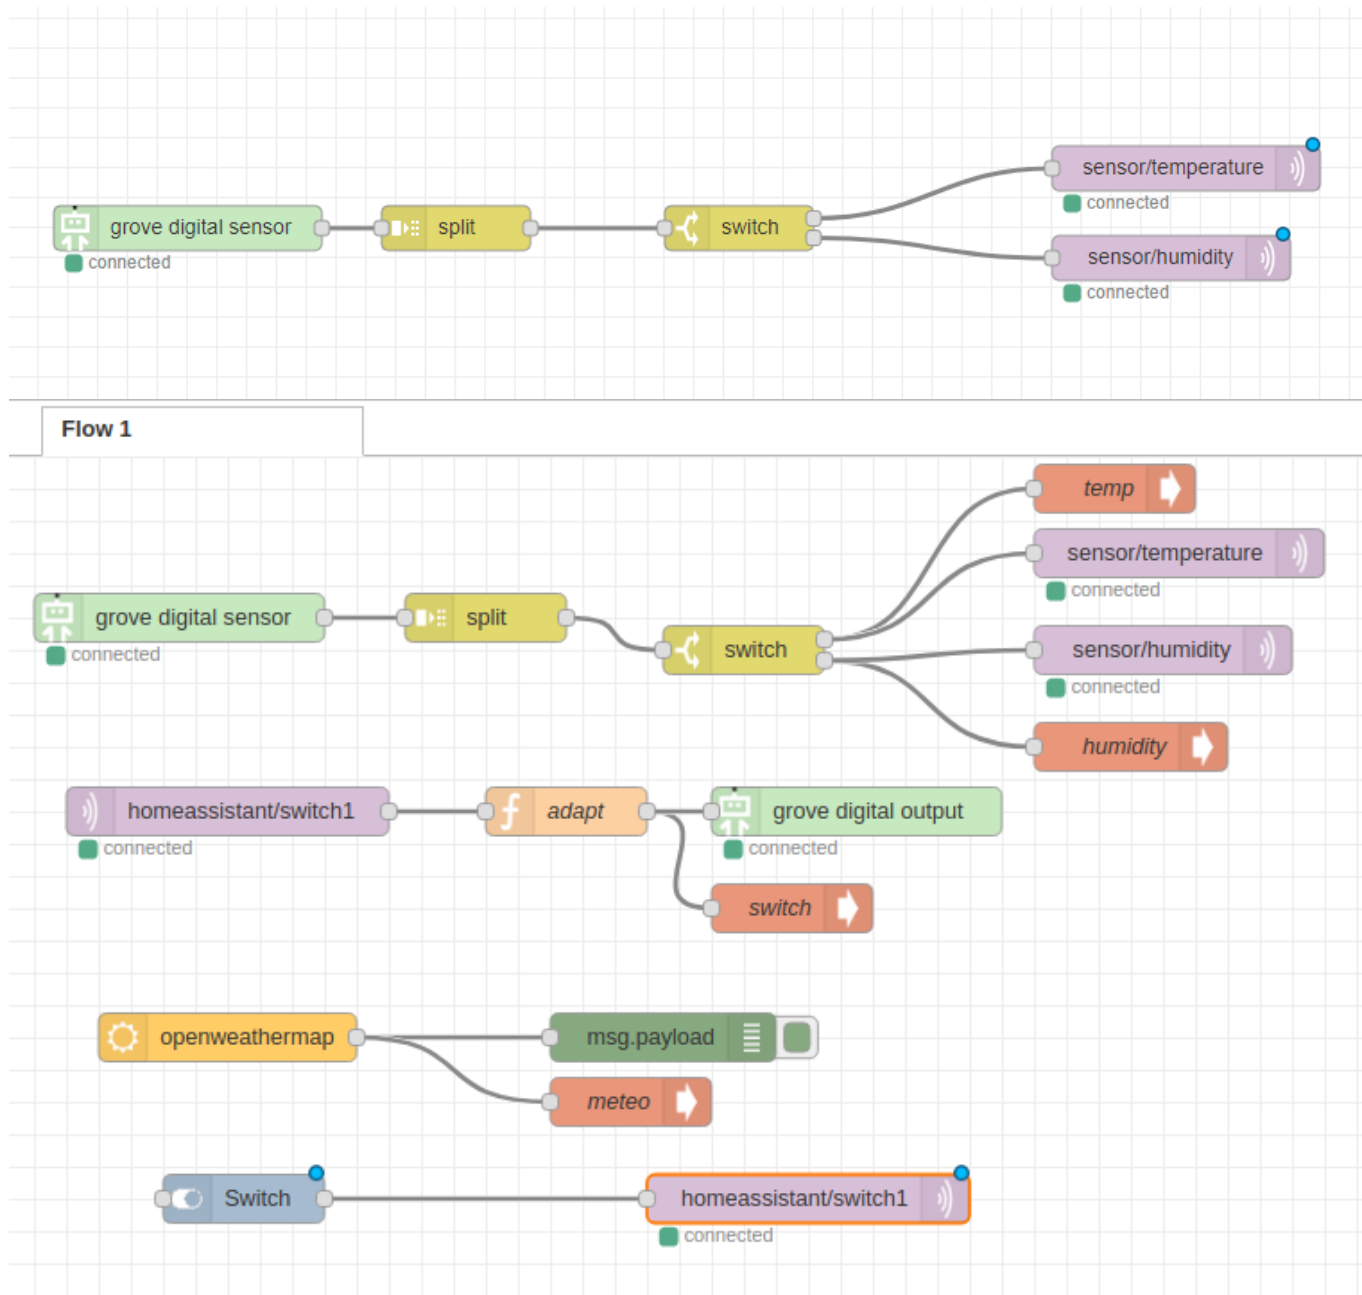 sensor/temperature
connected
grove digital sensor
connected
split
switch
sensor/humidity
connected
Flow 1
temp
sensor/temperature
connected
grove digital sensor
connected
split
switch
sensor/humidity
connected
humidity
homeassistant/switch1
connected
adapt
grove digital output
connected
switch
openweathermap
msg.payload
meteo
Switch
homeassistant/switch1
connected